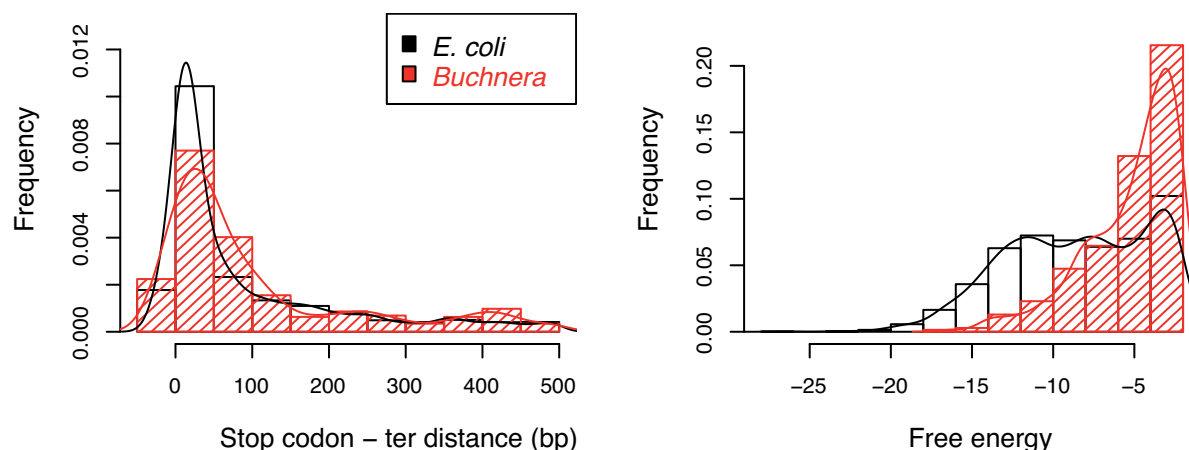 E. coli
Buchnera
Frequency
0.000
0.004
0.008
0.012
0 100 200 300 400 500
Stop codon – ter distance (bp)
Frequency
0.00
0.05
0.10
0.15
0.20
−25 −20 −15 −10 −5
Free energy